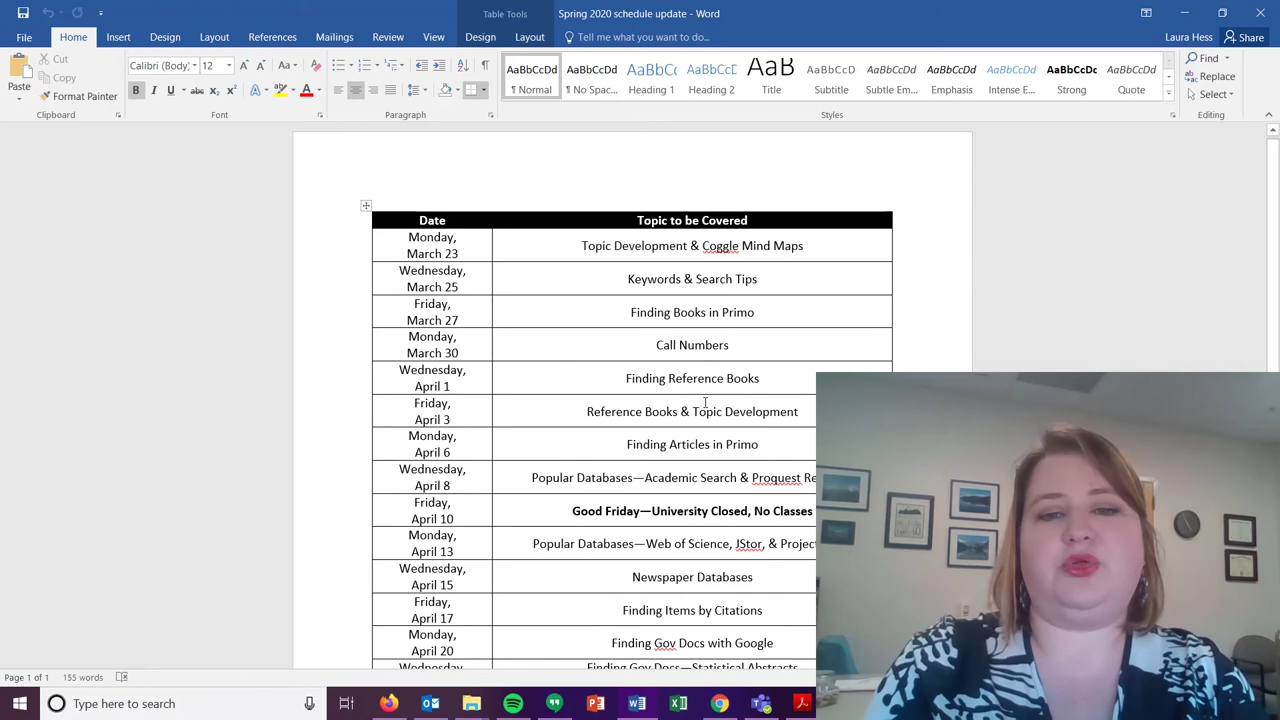 Table Tools
Spring 2020 schedule update - Word
File Home Insert Design Layout References Mailings Review View Design Layout Tell me what you want to do... Laura Hess Share
Paste
Cut
Copy
Format Painter
Clipboard
Calibri (Body) 12
Font
Paragraph
AaBbCcDd AaBbCcDd AaBbCc AaBbCcD AaB AaBbCcD AaBbCcDd AaBbCcDd AaBbCcDd AaBbCcDc AaBbCcDd
¶ Normal ¶ No Spac... Heading 1 Heading 2 Title Subtitle Subtle Em... Emphasis Intense E... Strong Quote
Styles
Find
Replace
Select
Editing
Date Topic to be Covered
Monday,
March 23
Topic Development & Coggle Mind Maps
Wednesday,
March 25
Keywords & Search Tips
Friday,
March 27
Finding Books in Primo
Monday,
March 30
Call Numbers
Wednesday,
April 1
Finding Reference Books
Friday,
April 3
Reference Books & Topic Development
Monday,
April 6
Finding Articles in Primo
Wednesday,
April 8
Popular Databases—Academic Search & Proquest Re
Friday,
April 10
Good Friday—University Closed, No Classes
Monday,
April 13
Popular Databases—Web of Science, JStor, & Project
Wednesday,
April 15
Newspaper Databases
Friday,
April 17
Finding Items by Citations
Monday,
April 20
Finding Gov Docs with Google
Wednesday
Finding Gov Docs—Statistical Abstracts
Page 1 of 1 155 words
Type here to search